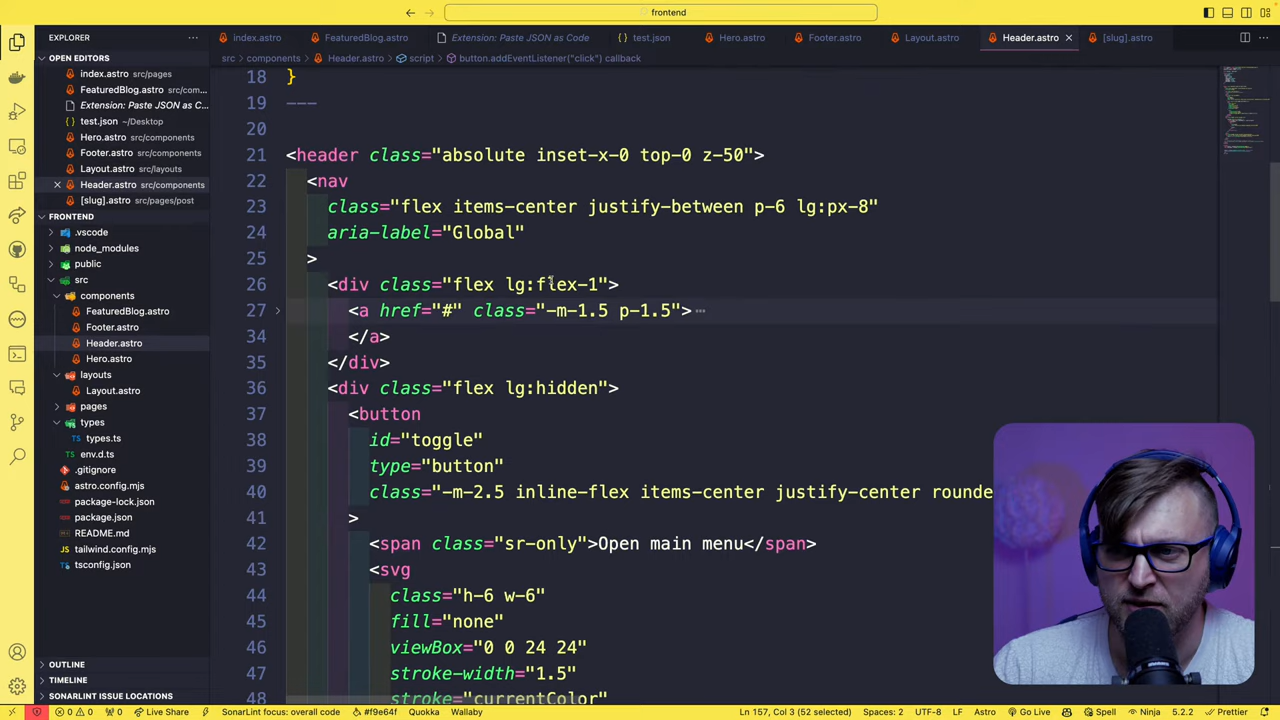 frontend
EXPLORER
OPEN EDITORS
index.astro src/pages
FeaturedBlog.astro src/com...
Extension: Paste JSON as C...
test.json ~/Desktop
Hero.astro src/components
Footer.astro src/components
Layout.astro src/layouts
Header.astro src/components
[slug].astro src/pages/post
FRONTEND
.vscode
node_modules
public
src
components
FeaturedBlog.astro
Footer.astro
Header.astro
Hero.astro
layouts
Layout.astro
pages
types
types.ts
env.d.ts
.gitignore
astro.config.mjs
package-lock.json
package.json
README.md
tailwind.config.mjs
tsconfig.json
OUTLINE
TIMELINE
SONARLINT ISSUE LOCATIONS
index.astro FeaturedBlog.astro Extension: Paste JSON as Code test.json Hero.astro Footer.astro Layout.astro Header.astro [slug].astro
src > components > Header.astro > script > button.addEventListener("click") callback
18 }
19 ---
20
21 <header class="absolute inset-x-0 top-0 z-50">
22 <nav
23 class="flex items-center justify-between p-6 lg:px-8"
24 aria-label="Global"
25 >
26 <div class="flex lg:flex-1">
27 <a href="#" class="-m-1.5 p-1.5">…
34 </a>
35 </div>
36 <div class="flex lg:hidden">
37 <button
38 id="toggle"
39 type="button"
40 class="-m-2.5 inline-flex items-center justify-center rounde
41 >
42 <span class="sr-only">Open main menu</span>
43 <svg
44 class="h-6 w-6"
45 fill="none"
46 viewBox="0 0 24 24"
47 stroke-width="1.5"
48 stroke="currentColor"
0 0 0 Live Share SonarLint focus: overall code #f9e64f Quokka Wallaby Ln 157, Col 3 (52 selected) Spaces: 2 UTF-8 LF Astro Go Live Spell Ninja 5.2.2 Prettier